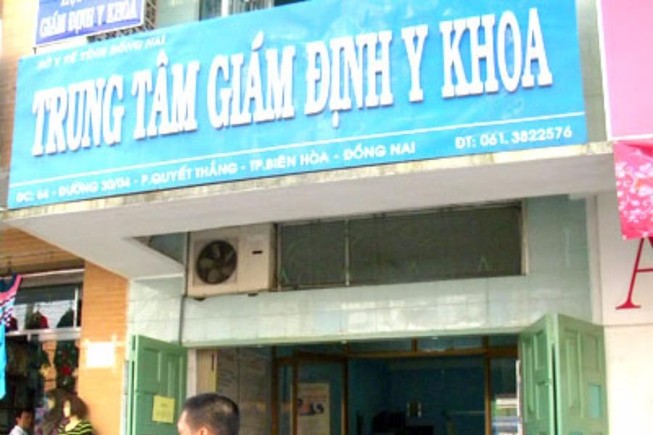 GIÁM ĐỊNH Y KHOA
SỞ Y TẾ TỈNH ĐỒNG NAI
TRUNG TÂM GIÁM ĐỊNH Y KHOA
ĐC: 64 - ĐƯỜNG 30/04 - P.QUYẾT THẮNG - TP.BIÊN HÒA - ĐỒNG NAI
ĐT: 061. 3822576